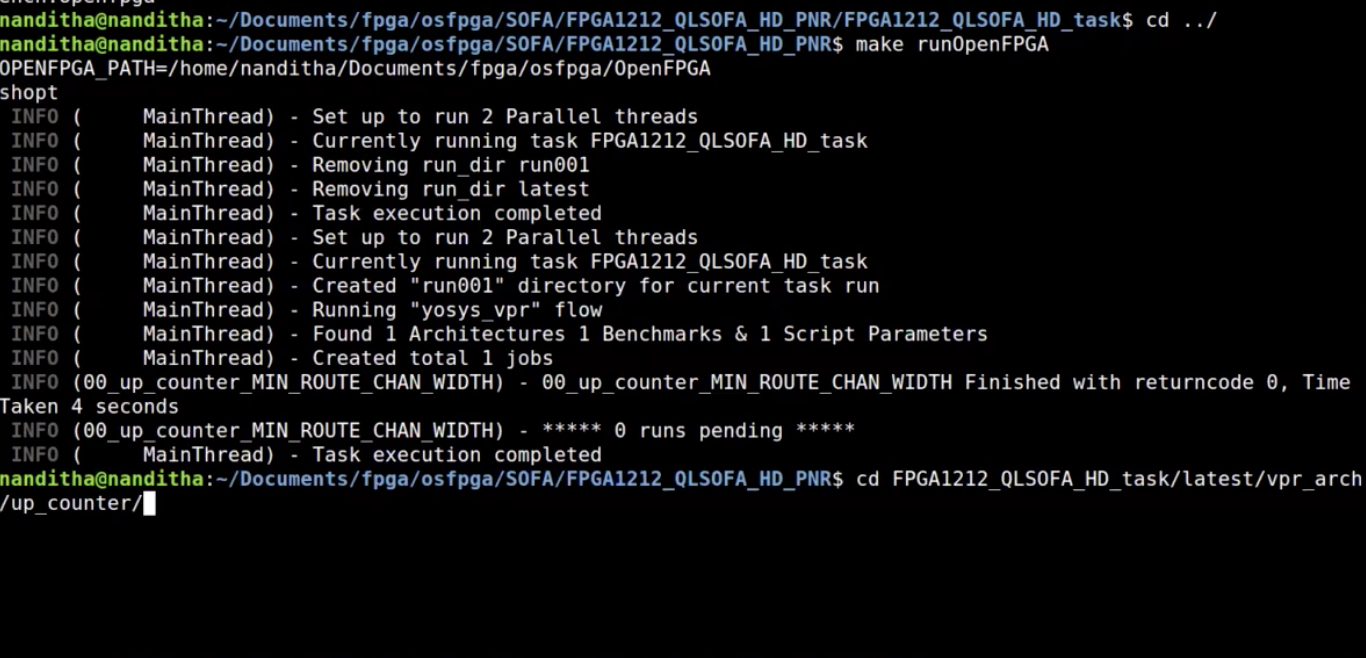 nanditha@nanditha:~/Documents/fpga/osfpga/SOFA/FPGA1212_QLSOFA_HD_PNR/FPGA1212_QLSOFA_HD_task$ cd ../
nanditha@nanditha:~/Documents/fpga/osfpga/SOFA/FPGA1212_QLSOFA_HD_PNR$ make runOpenFPGA
OPENFPGA_PATH=/home/nanditha/Documents/fpga/osfpga/OpenFPGA
shopt
INFO (     MainThread) - Set up to run 2 Parallel threads
INFO (     MainThread) - Currently running task FPGA1212_QLSOFA_HD_task
INFO (     MainThread) - Removing run_dir run001
INFO (     MainThread) - Removing run_dir latest
INFO (     MainThread) - Task execution completed
INFO (     MainThread) - Set up to run 2 Parallel threads
INFO (     MainThread) - Currently running task FPGA1212_QLSOFA_HD_task
INFO (     MainThread) - Created "run001" directory for current task run
INFO (     MainThread) - Running "yosys_vpr" flow
INFO (     MainThread) - Found 1 Architectures 1 Benchmarks & 1 Script Parameters
INFO (     MainThread) - Created total 1 jobs
INFO (00_up_counter_MIN_ROUTE_CHAN_WIDTH) - 00_up_counter_MIN_ROUTE_CHAN_WIDTH Finished with returncode 0, Time
Taken 4 seconds
INFO (00_up_counter_MIN_ROUTE_CHAN_WIDTH) - ***** 0 runs pending *****
INFO (     MainThread) - Task execution completed
nanditha@nanditha:~/Documents/fpga/osfpga/SOFA/FPGA1212_QLSOFA_HD_PNR$ cd FPGA1212_QLSOFA_HD_task/latest/vpr_arch
/up_counter/